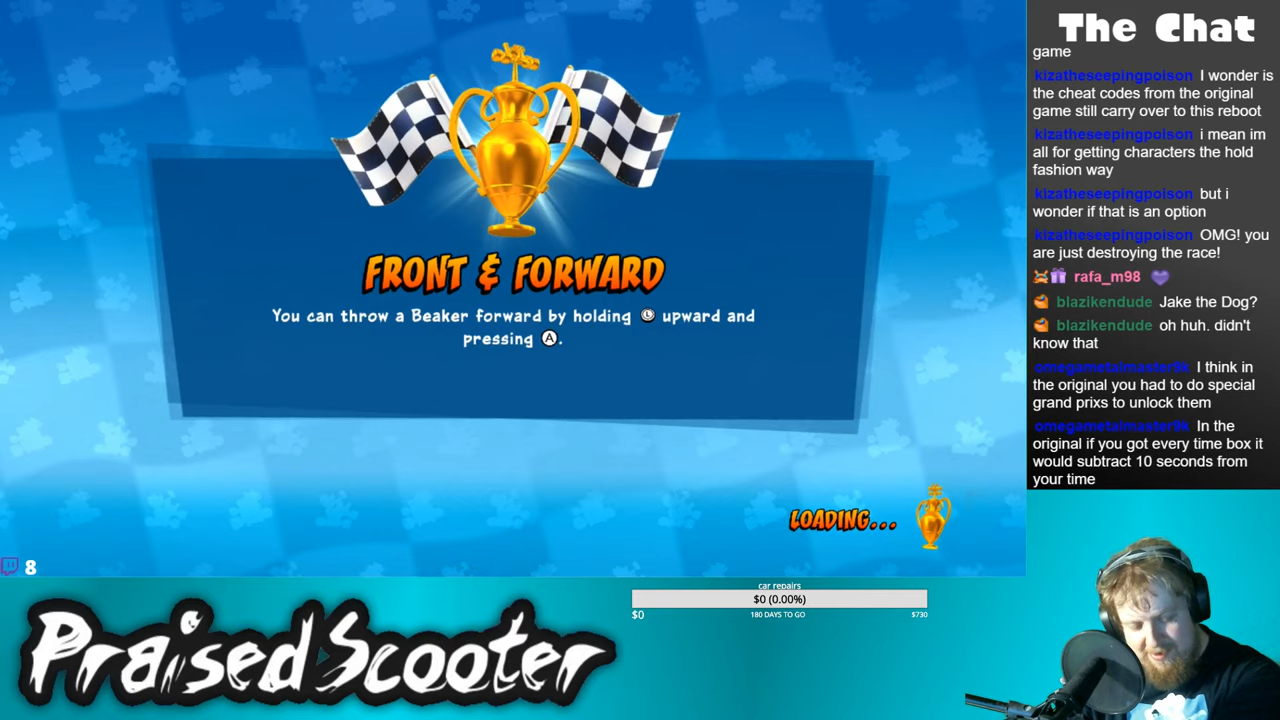 The Chat
game
kizatheseepingpoison I wonder is
the cheat codes from the original
game still carry over to this reboot
kizatheseepingpoison i mean im
all for getting characters the hold
fashion way
kizatheseepingpoison but i
wonder if that is an option
kizatheseepingpoison OMG! you
are just destroying the race!
rafa_m98
blazikendude Jake the Dog?
blazikendude oh huh. didn't
know that
omegametalmaster9k I think in
the original you had to do special
grand prixs to unlock them
omegametalmaster9k In the
original if you got every time box it
would subtract 10 seconds from
your time
FRONT & FORWARD
You can throw a Beaker forward by holding L upward and
pressing A.
LOADING...
8
car repairs
$0 (0.00%)
$0 180 DAYS TO GO $730
PraisedScooter